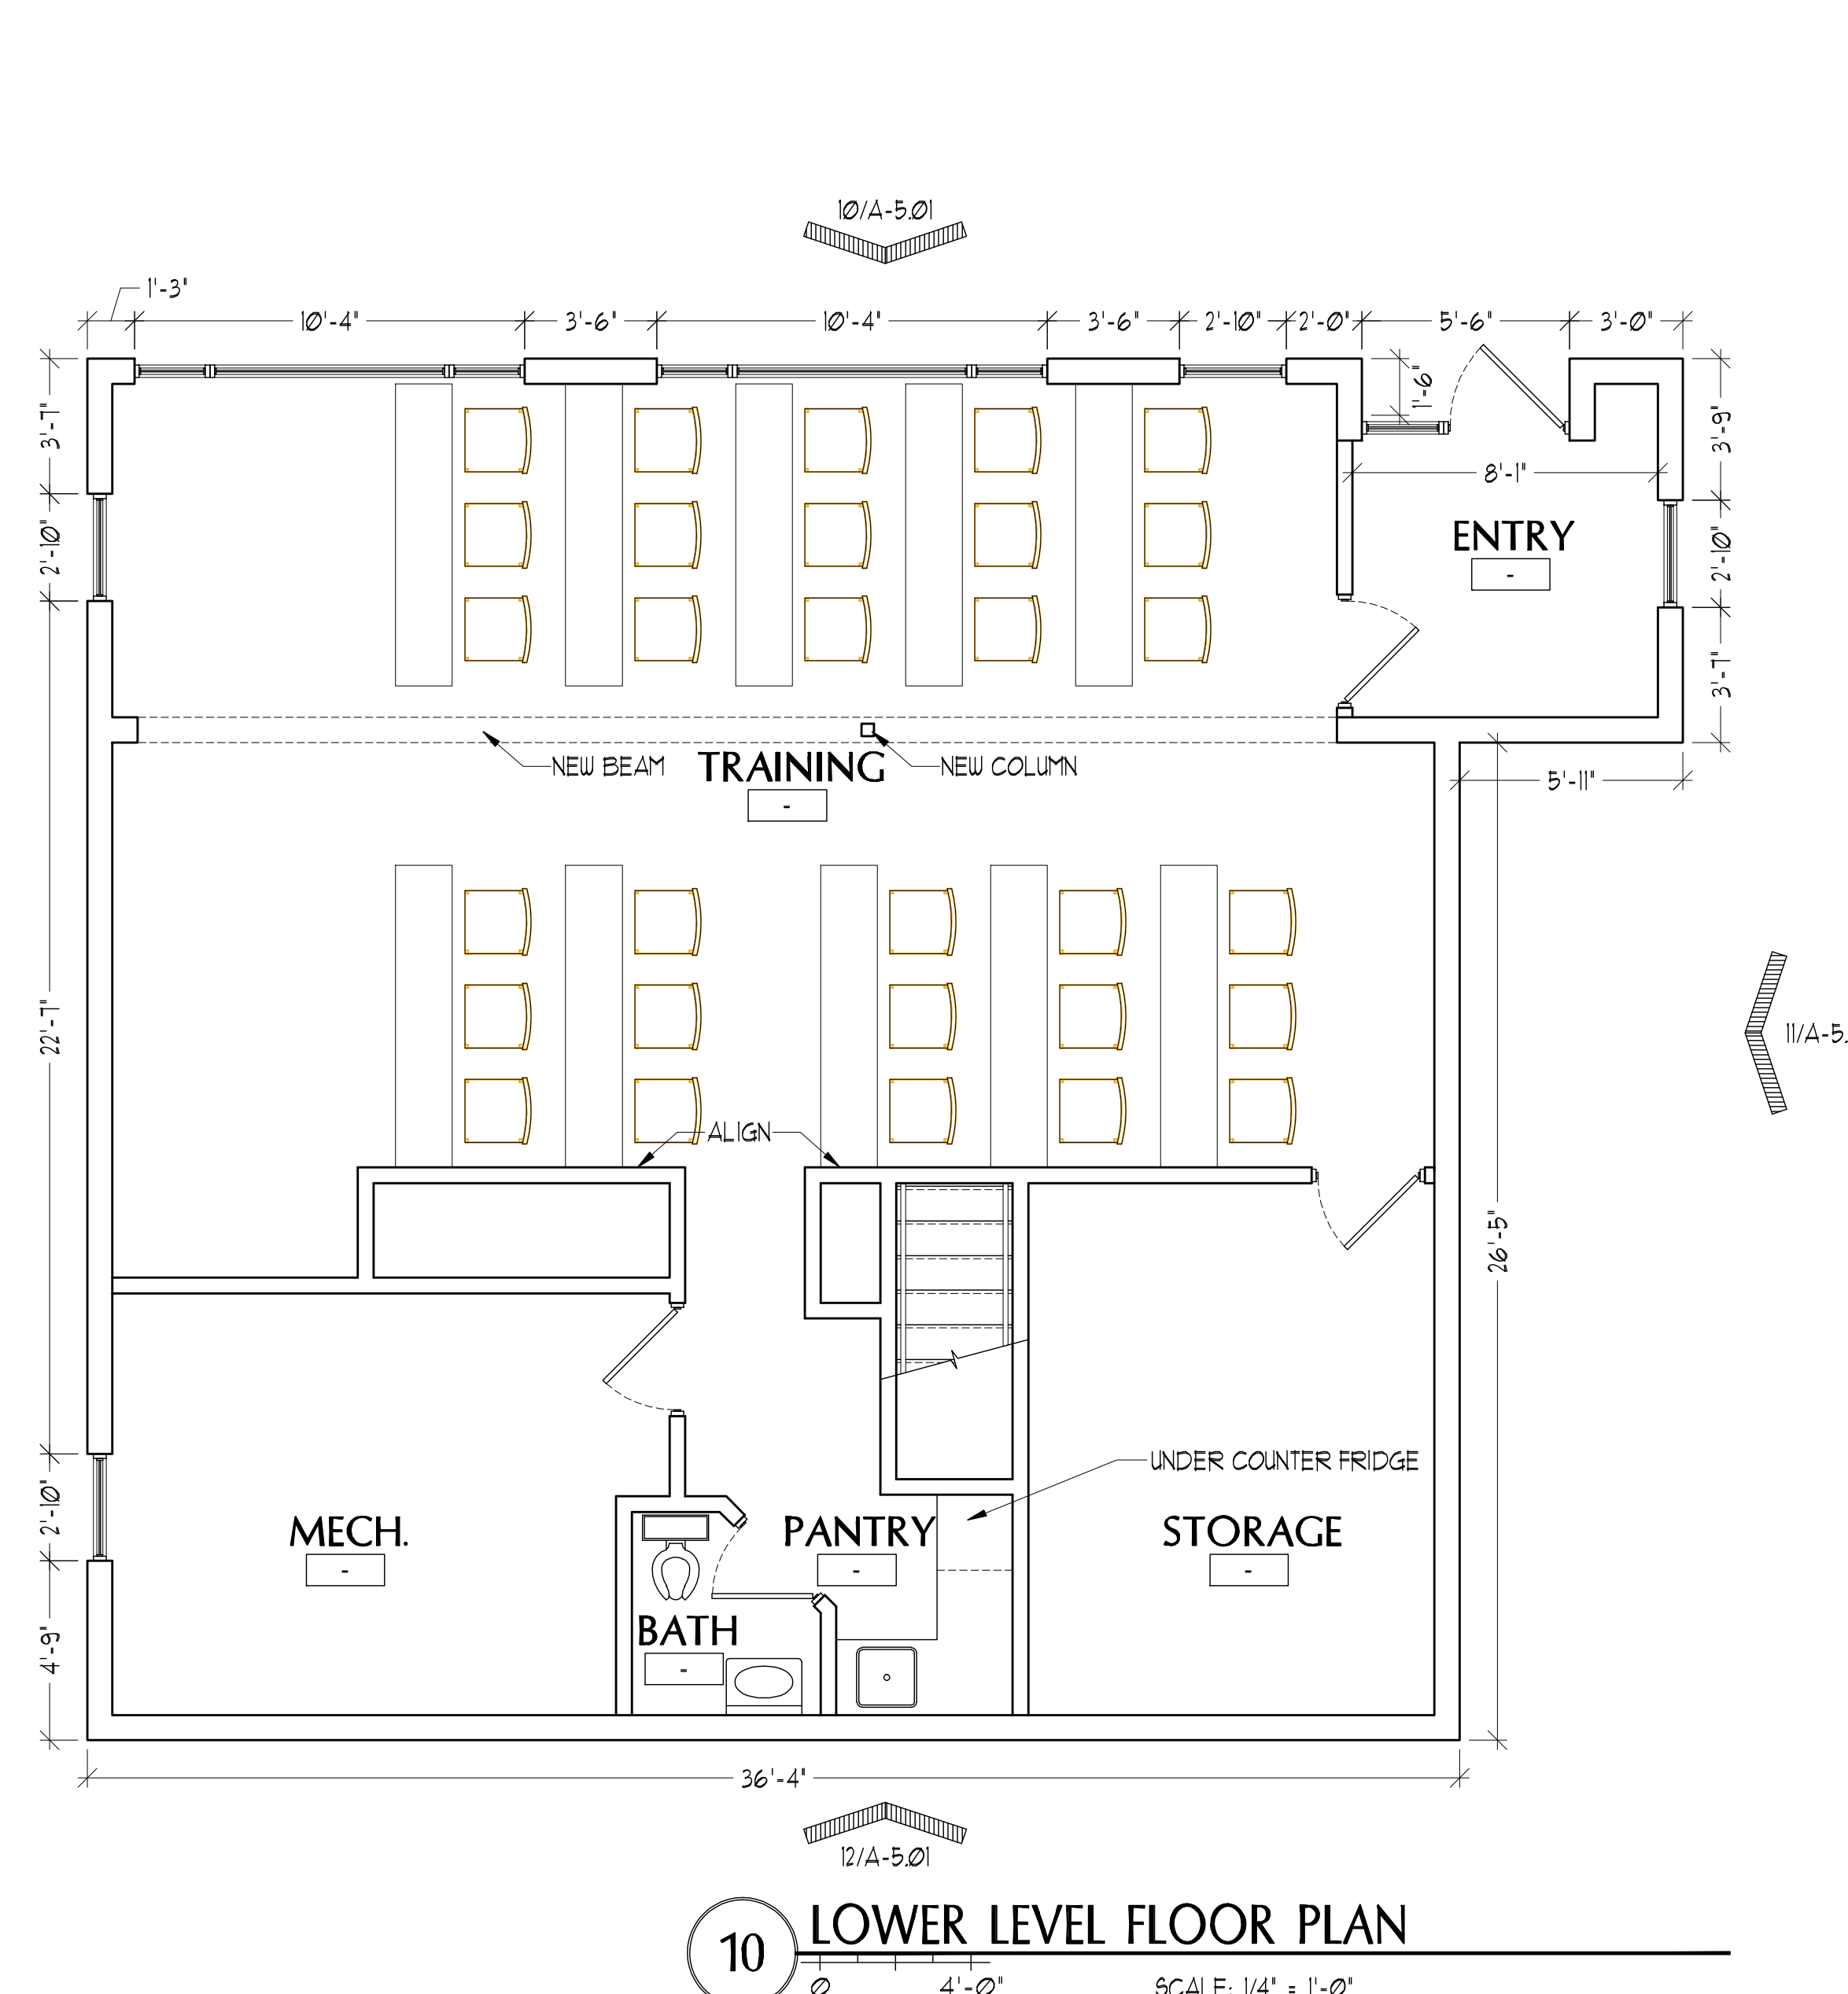 10/A-5.01
1'-3"
10'-4" 3'-6" 10'-4" 3'-6" 2'-10" 2'-0" 5'-6" 3'-0"
1'-6"
3'-7"
3'-9"
8'-1"
2'-10"
ENTRY
-
2'-10"
3'-7"
NEW BEAM
TRAINING
-
NEW COLUMN
5'-11"
22'-7"
11/A-5.
ALIGN
26'-5"
UNDER COUNTER FRIDGE
2'-10"
MECH.
-
PANTRY
-
STORAGE
-
BATH
-
4'-9"
36'-4"
12/A-5.01
10
LOWER LEVEL FLOOR PLAN
0 4'-0" SCALE: 1/4" = 1'-0"